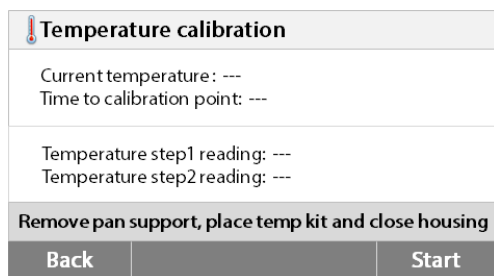 Temperature calibration
Current temperature: ---
Time to calibration point: ---
Temperature step1 reading: ---
Temperature step2 reading: ---
Remove pan support, place temp kit and close housing
Back Start